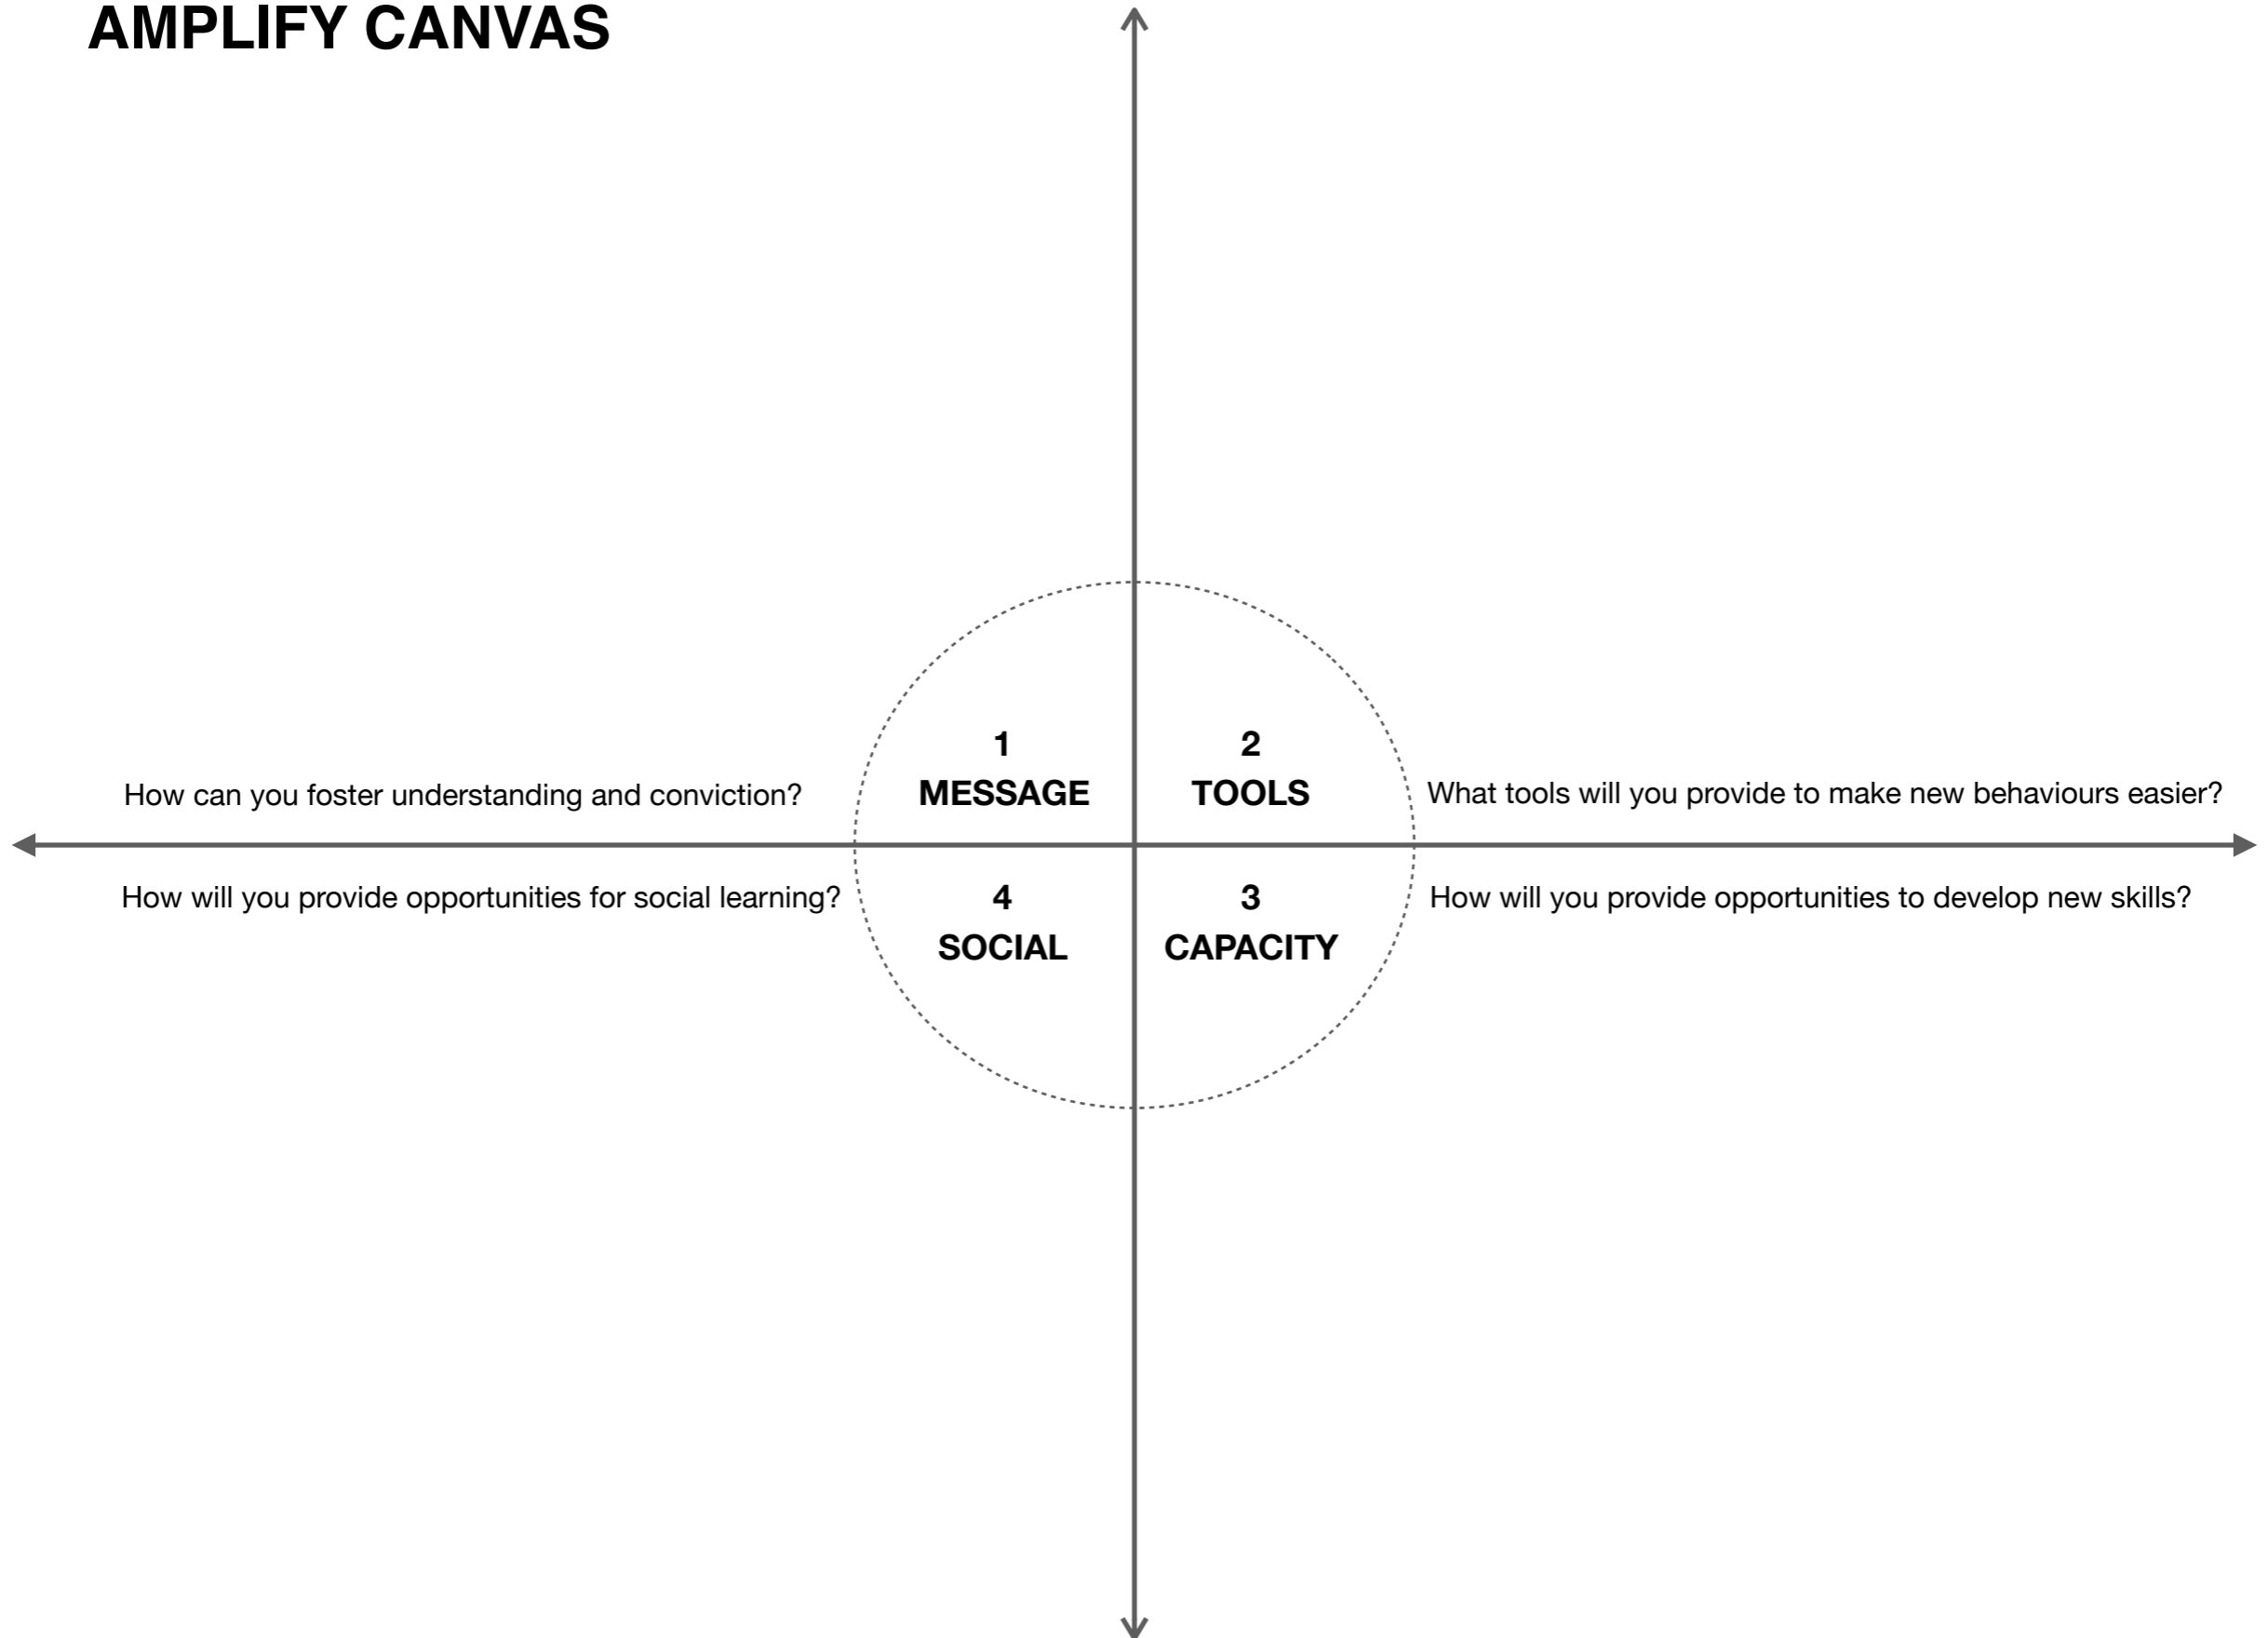 AMPLIFY CANVAS
How can you foster understanding and conviction?
1
MESSAGE
2
TOOLS
What tools will you provide to make new behaviours easier?
How will you provide opportunities for social learning?
4
SOCIAL
3
CAPACITY
How will you provide opportunities to develop new skills?